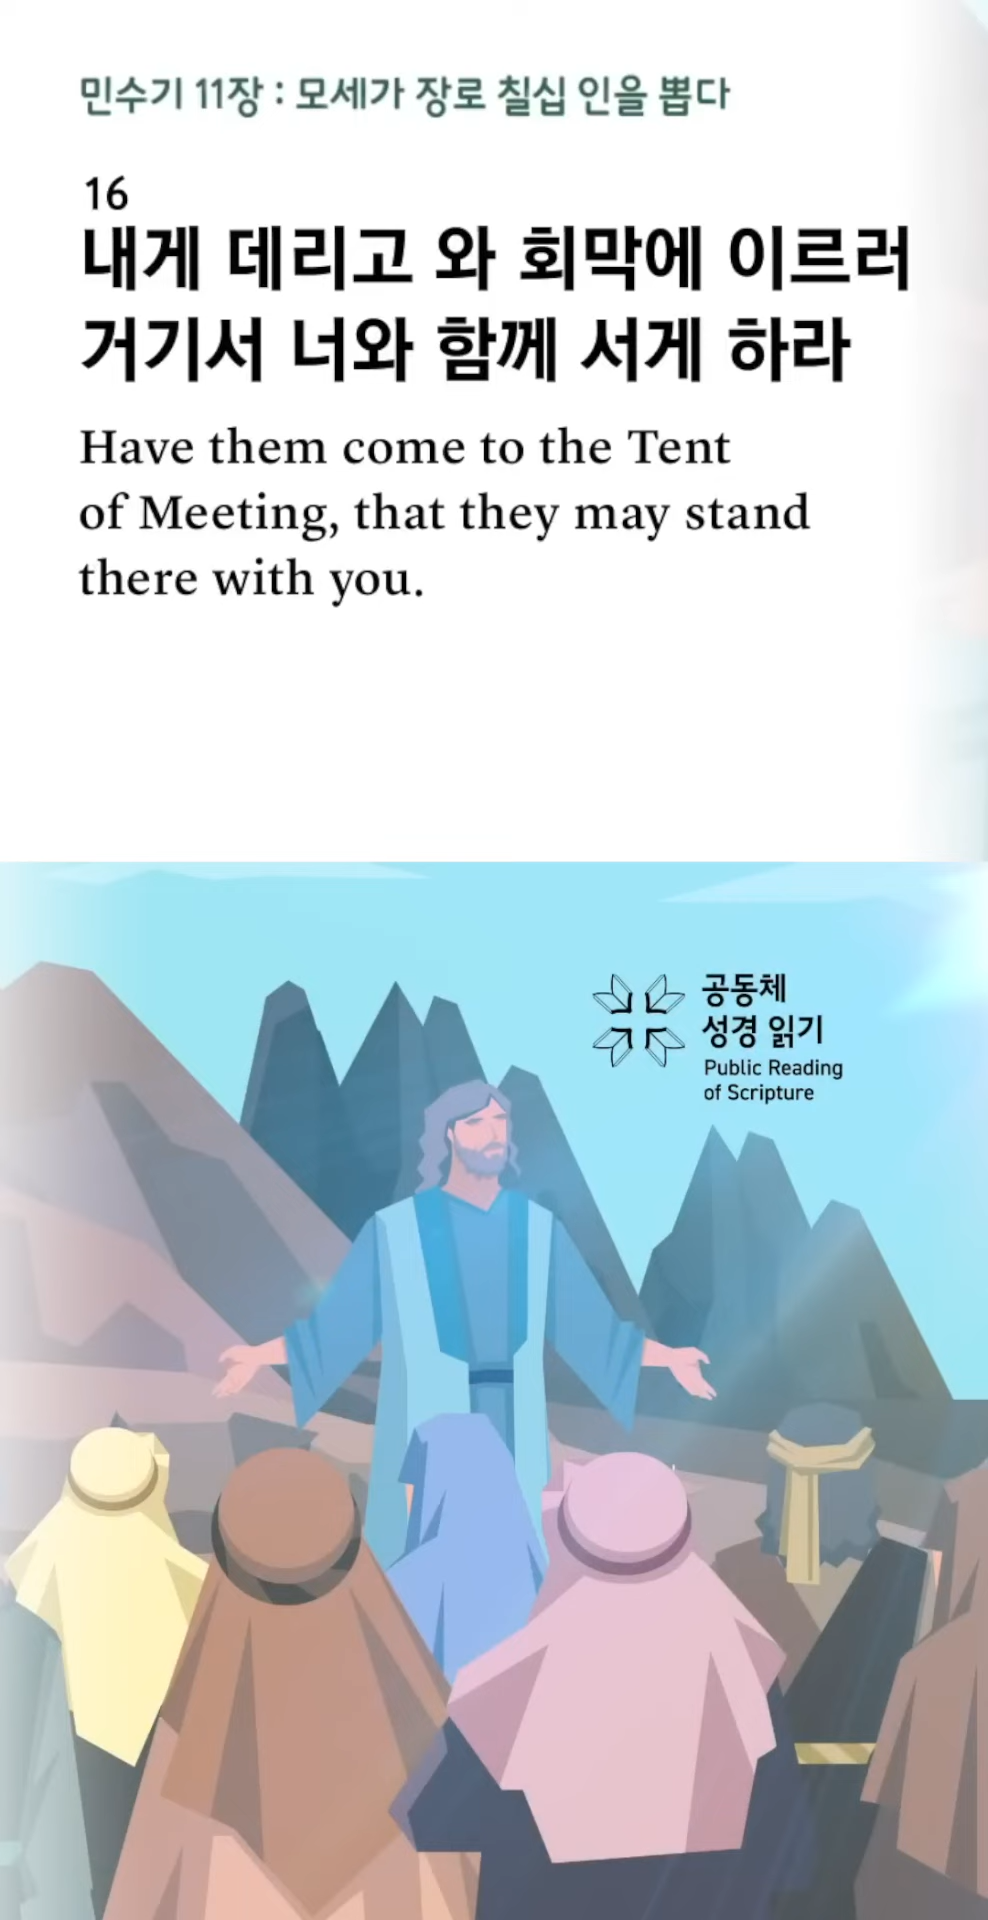 민수기 11장 : 모세가 장로 칠십 인을 뽑다
16
내게 데리고 와 회막에 이르러
거기서 너와 함께 서게 하라
Have them come to the Tent
of Meeting, that they may stand
there with you.
공동체
성경 읽기
Public Reading
of Scripture